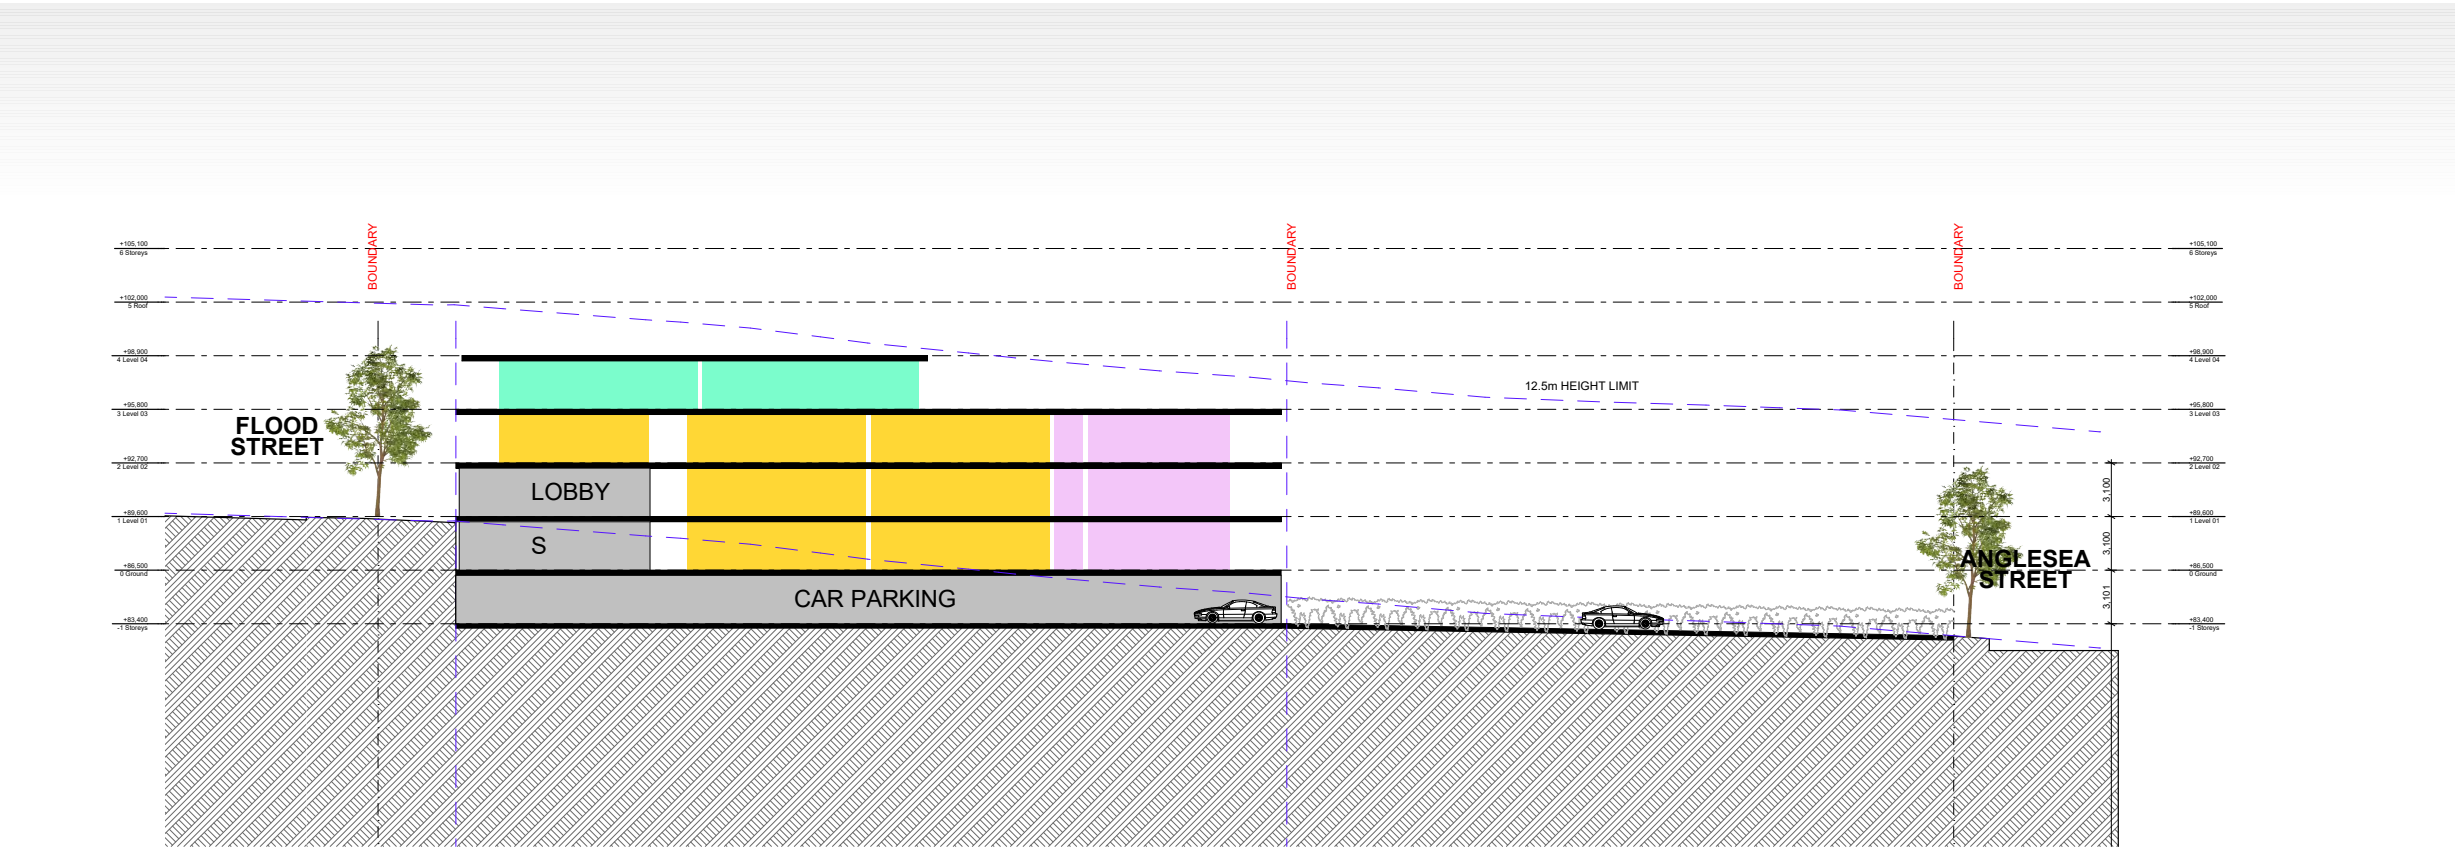 BOUNDARY
BOUNDARY
BOUNDARY
+105,100
6 Storeys
+105,100
6 Storeys
+102,000
5 Roof
+102,000
5 Roof
+98,900
4 Level 04
+98,900
4 Level 04
12.5m HEIGHT LIMIT
+95,800
3 Level 03
+95,800
3 Level 03
FLOOD
STREET
+92,700
2 Level 02
+92,700
2 Level 02
LOBBY
3,100
+89,600
1 Level 01
+89,600
1 Level 01
S
3,100
ANGLESEA
STREET
+86,500
0 Ground
+86,500
0 Ground
CAR PARKING
3,101
+83,400
-1 Storeys
+83,400
-1 Storeys